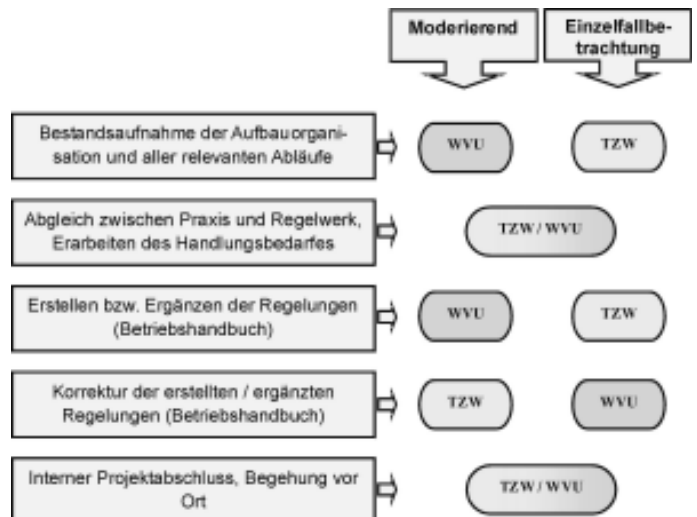 Moderierend
Einzelfallbe-
trachtung
Bestandsaufnahme der Aufbauorgani-
sation und aller relevanten Abläufe
WVU
TZW
Abgleich zwischen Praxis und Regelwerk,
Erarbeiten des Handlungsbedarfes
TZW / WVU
Erstellen bzw. Ergänzen der Regelungen
(Betriebshandbuch)
WVU
TZW
Korrektur der erstellten / ergänzten
Regelungen (Betriebshandbuch)
TZW
WVU
Interner Projektabschluss, Begehung vor
Ort
TZW / WVU